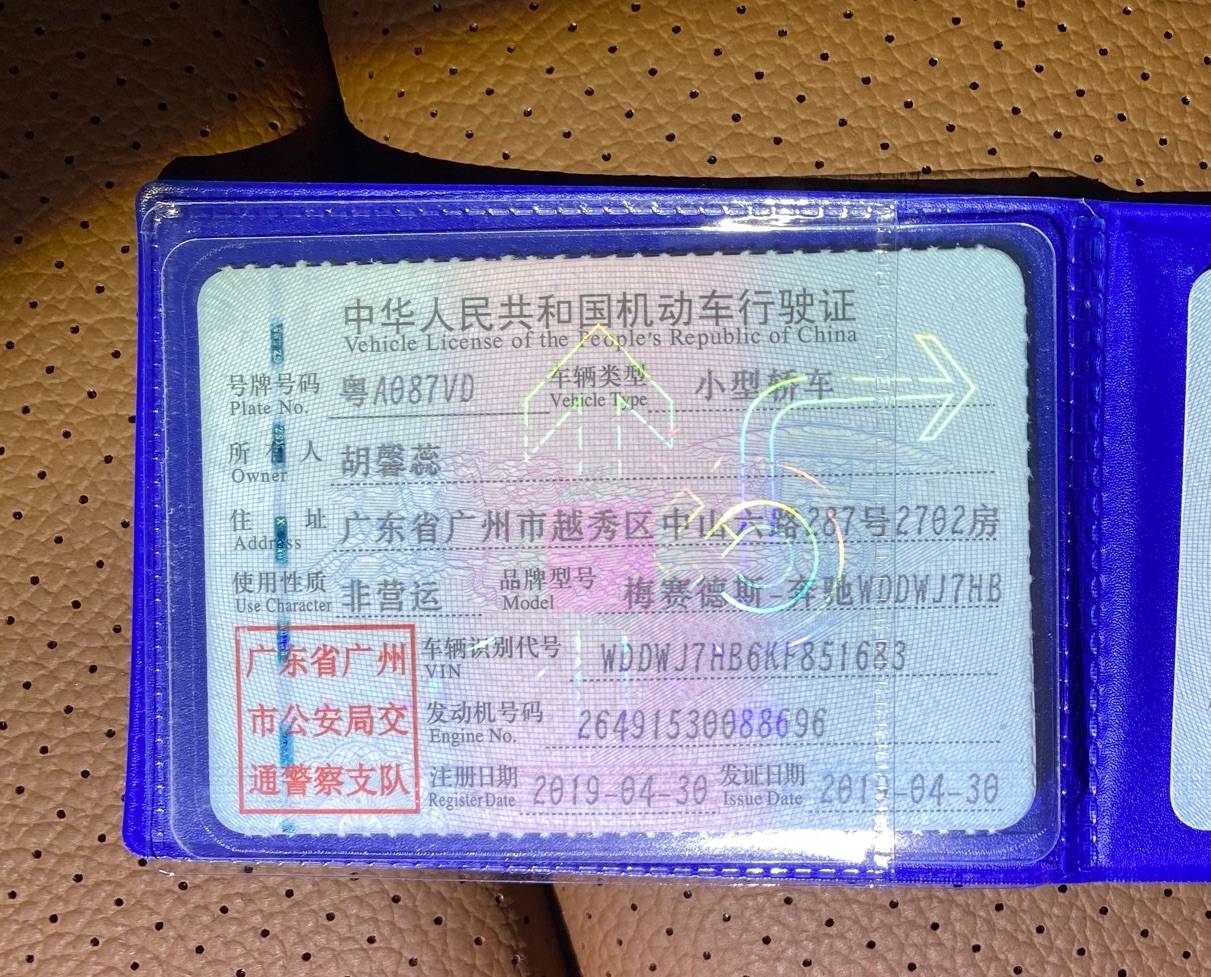 中华人民共和国机动车行驶证
Vehicle License of the People's Republic of China
号牌号码 粤A087VD 车辆类型 小型轿车
Plate No. Vehicle Type
所有人 胡馨蕊
Owner
住址 广东省广州市越秀区中山六路287号2702房
Address
使用性质 非营运 品牌型号 梅赛德斯-奔驰WDDWJ7HB
Use Character Model
广东省广州 车辆识别代号 WDDWJ7HB6KF851683
VIN
市公安局交 发动机号码 26491530088696
Engine No.
通警察支队 注册日期 2019-04-30 发证日期 2019-04-30
Register Date Issue Date